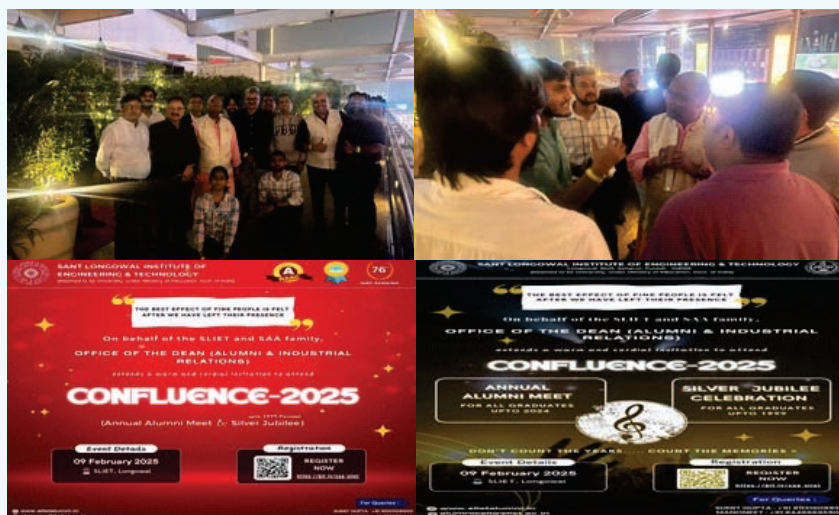 SANT LONGOWAL INSTITUTE OF
ENGINEERING & TECHNOLOGY
THE BEST EFFECT OF FINE PEOPLE IS FELT
AFTER WE HAVE LEFT THEIR PRESENCE
On behalf of the SLIET and SAA family,
OFFICE OF THE DEAN (ALUMNI & INDUSTRIAL
RELATIONS)
extends a warm and cordial invitation to attend
CONFLUENCE-2025
(Annual Alumni Meet & Silver Jubilee)
Event Details
09 February 2025
SLIET, Longowal
Registration
REGISTER
NOW
For Queries :
SANT LONGOWAL INSTITUTE OF ENGINEERING & TECHNOLOGY
THE BEST EFFECT OF FINE PEOPLE IS FELT
AFTER WE HAVE LEFT THEIR PRESENCE
On behalf of the SLIET and SAA family,
OFFICE OF THE DEAN (ALUMNI & INDUSTRIAL
RELATIONS)
extends a warm and cordial invitation to attend
CONFLUENCE-2025
ANNUAL
ALUMNI MEET
FOR ALL GRADUATES
UPTO 2024
SILVER JUBILEE
CELEBRATION
FOR ALL GRADUATES
UPTO 1999
DON'T COUNT THE YEARS..... COUNT THE MEMORIES
Event Details
09 February 2025
SLIET, Longowal
Registration
REGISTER
NOW
For Queries :